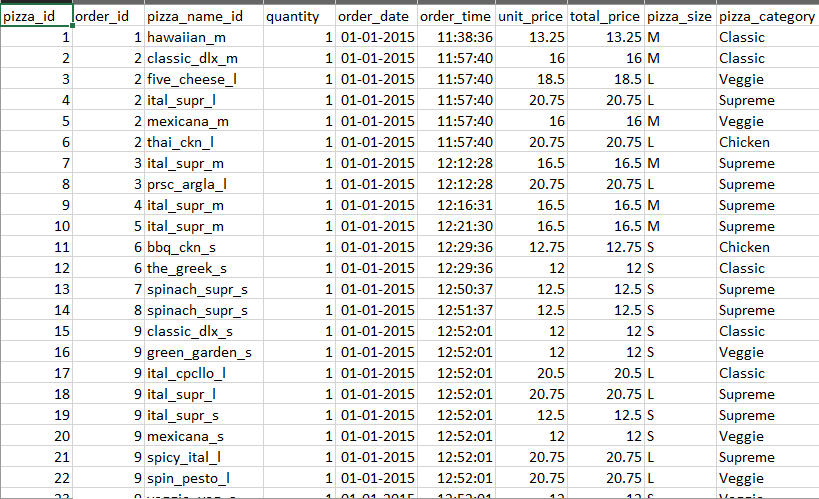 pizza_id order_id pizza_name_id quantity order_date order_time unit_price total_price pizza_size pizza_category
1 1 hawaiian_m 1 01-01-2015 11:38:36 13.25 13.25 M Classic
2 2 classic_dlx_m 1 01-01-2015 11:57:40 16 16 M Classic
3 2 five_cheese_l 1 01-01-2015 11:57:40 18.5 18.5 L Veggie
4 2 ital_supr_l 1 01-01-2015 11:57:40 20.75 20.75 L Supreme
5 2 mexicana_m 1 01-01-2015 11:57:40 16 16 M Veggie
6 2 thai_ckn_l 1 01-01-2015 11:57:40 20.75 20.75 L Chicken
7 3 ital_supr_m 1 01-01-2015 12:12:28 16.5 16.5 M Supreme
8 3 prsc_argla_l 1 01-01-2015 12:12:28 20.75 20.75 L Supreme
9 4 ital_supr_m 1 01-01-2015 12:16:31 16.5 16.5 M Supreme
10 5 ital_supr_m 1 01-01-2015 12:21:30 16.5 16.5 M Supreme
11 6 bbq_ckn_s 1 01-01-2015 12:29:36 12.75 12.75 S Chicken
12 6 the_greek_s 1 01-01-2015 12:29:36 12 12 S Classic
13 7 spinach_supr_s 1 01-01-2015 12:50:37 12.5 12.5 S Supreme
14 8 spinach_supr_s 1 01-01-2015 12:51:37 12.5 12.5 S Supreme
15 9 classic_dlx_s 1 01-01-2015 12:52:01 12 12 S Classic
16 9 green_garden_s 1 01-01-2015 12:52:01 12 12 S Veggie
17 9 ital_cpcllo_l 1 01-01-2015 12:52:01 20.5 20.5 L Classic
18 9 ital_supr_l 1 01-01-2015 12:52:01 20.75 20.75 L Supreme
19 9 ital_supr_s 1 01-01-2015 12:52:01 12.5 12.5 S Supreme
20 9 mexicana_s 1 01-01-2015 12:52:01 12 12 S Veggie
21 9 spicy_ital_l 1 01-01-2015 12:52:01 20.75 20.75 L Supreme
22 9 spin_pesto_l 1 01-01-2015 12:52:01 20.75 20.75 L Veggie